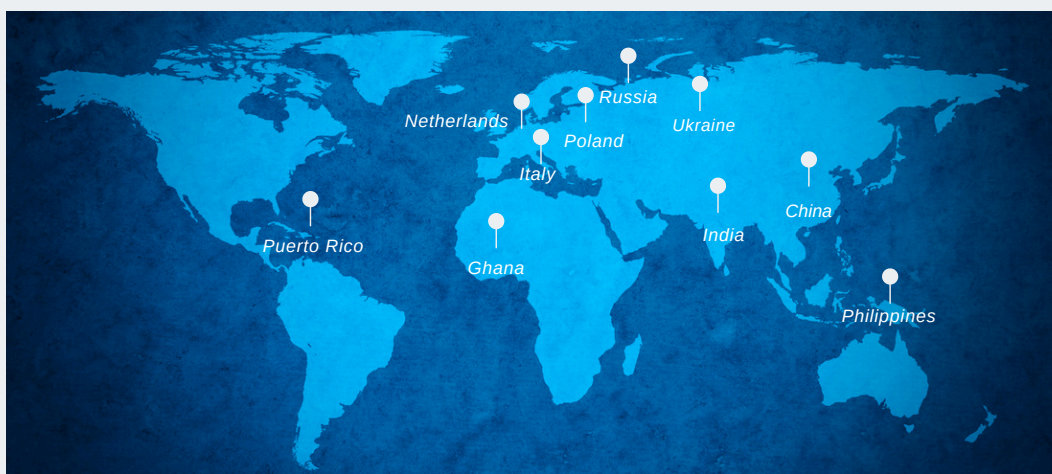 Russia
Netherlands
Ukraine
Poland
Italy
China
India
Puerto Rico
Ghana
Philippines